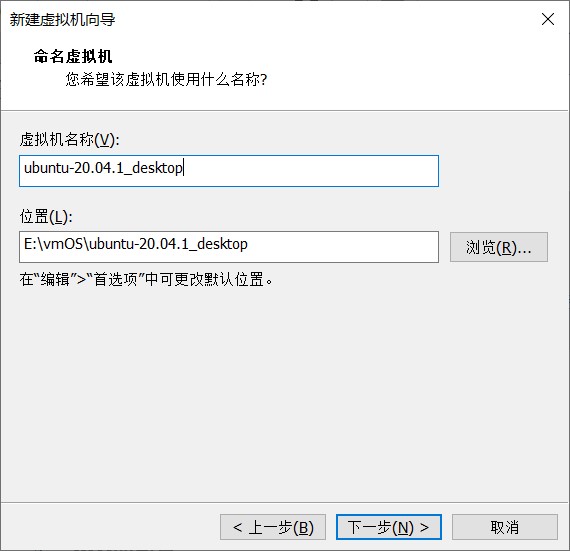 新建虚拟机向导
命名虚拟机
您希望该虚拟机使用什么名称?
虚拟机名称(V):
ubuntu-20.04.1_desktop
位置(L):
E:\vmOS\ubuntu-20.04.1_desktop
浏览(R)...
在“编辑”>“首选项”中可更改默认位置。
< 上一步(B) 下一步(N) > 取消